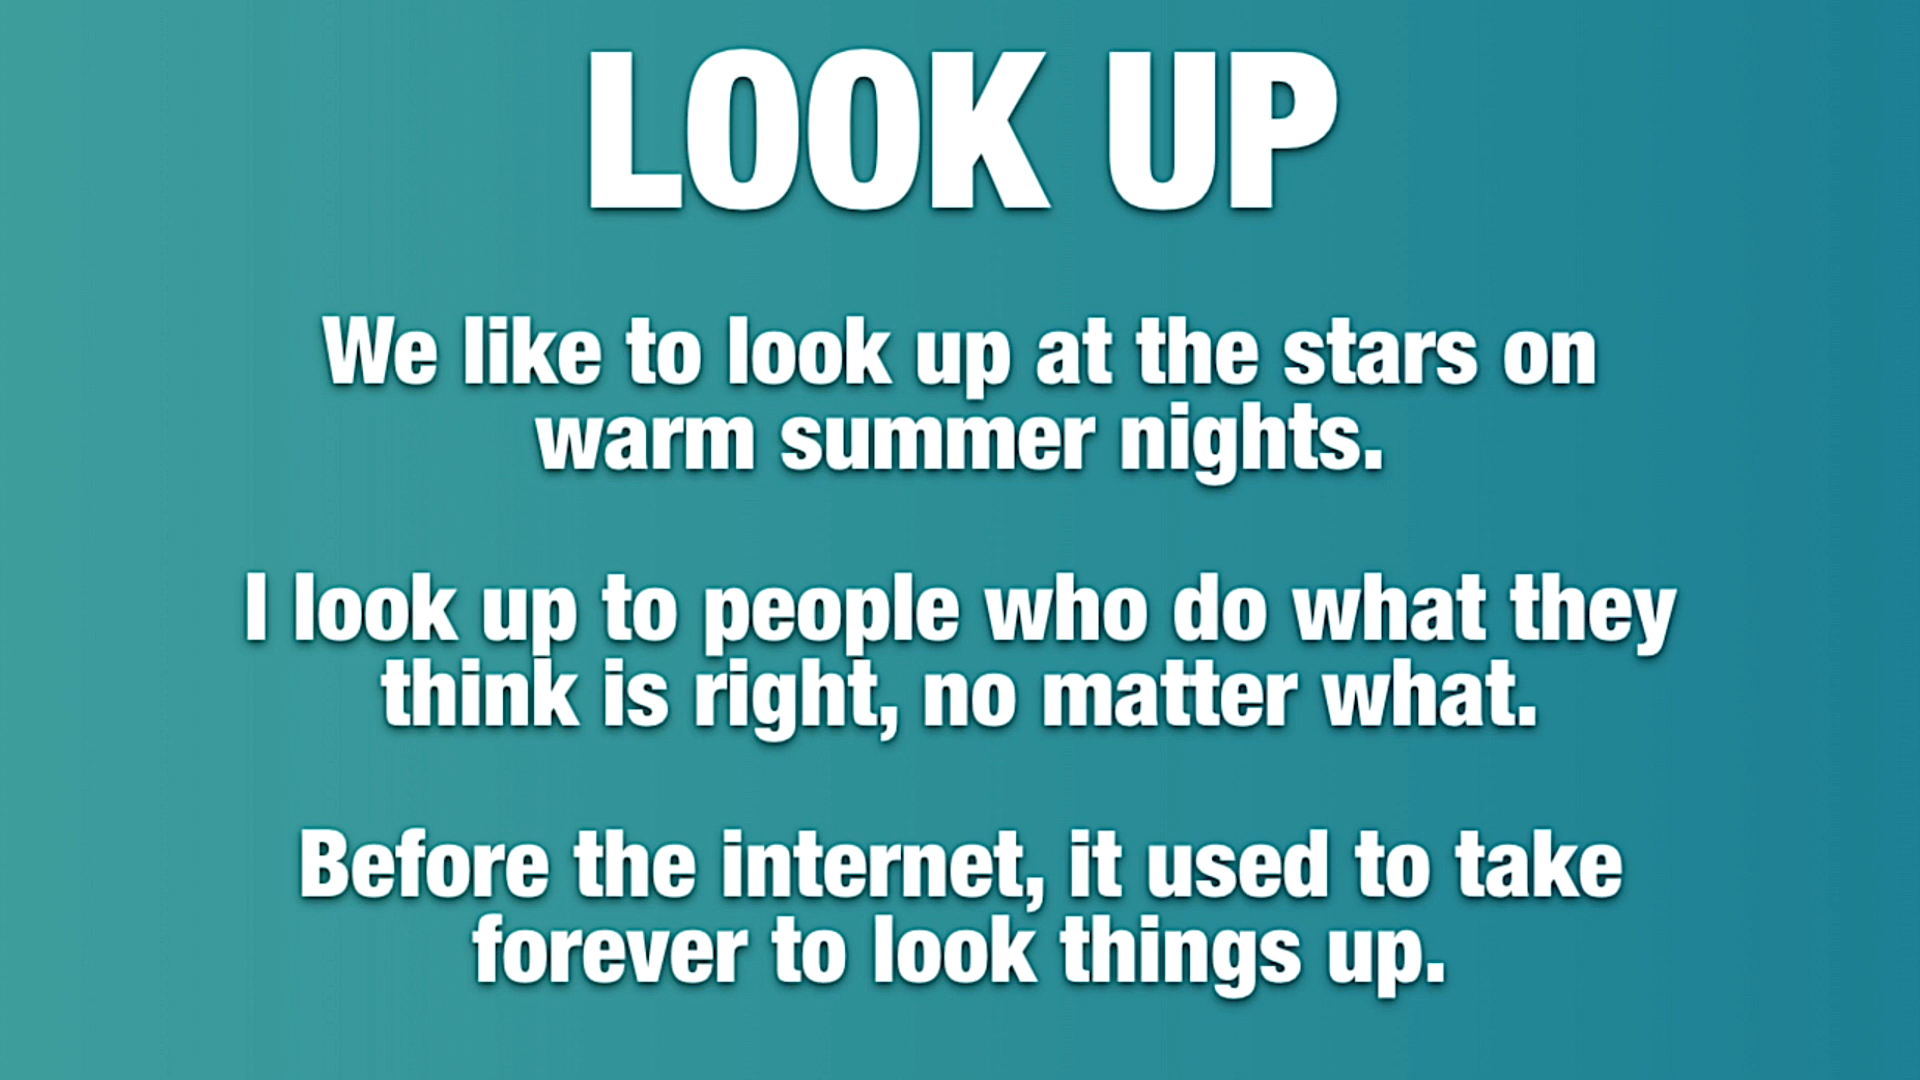 LOOK UP
We like to look up at the stars on
warm summer nights.
I look up to people who do what they
think is right, no matter what.
Before the internet, it used to take
forever to look things up.